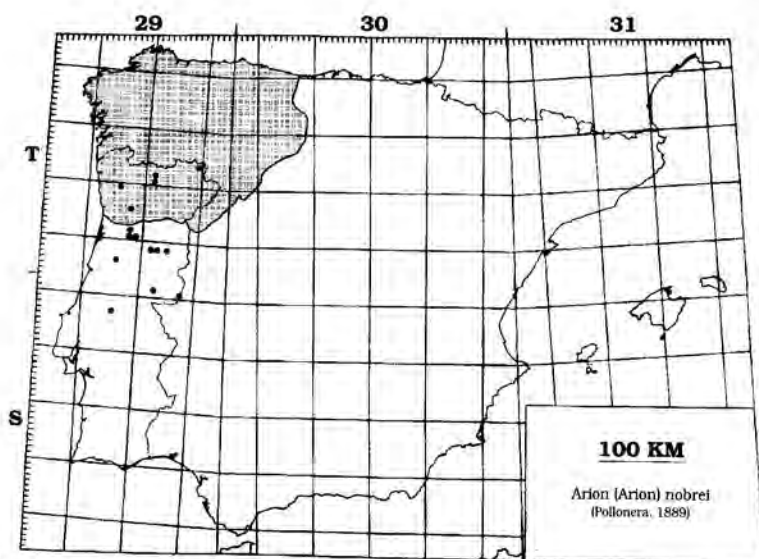 29 30 31
T
S
100 KM
Arion (Arion) nobrei
(Pollonera, 1889)